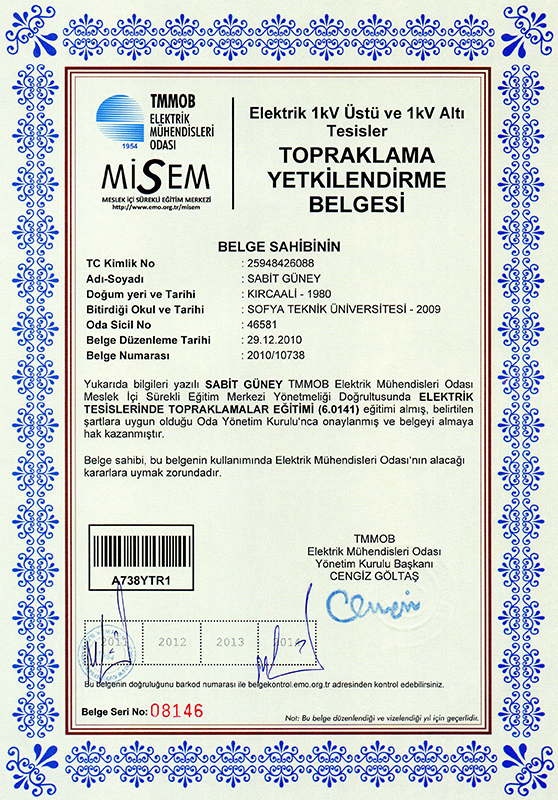 TMMOB
ELEKTRİK
MÜHENDİSLERİ
ODASI
1954
MİSEM
MESLEK İÇİ SÜREKLİ EĞİTİM MERKEZİ
http://www.emo.org.tr/misem
Elektrik 1kV Üstü ve 1kV Altı
Tesisler
TOPRAKLAMA
YETKİLENDİRME
BELGESİ
BELGE SAHİBİNİN
TC Kimlik No : 25948426088
Adı-Soyadı : SABİT GÜNEY
Doğum yeri ve Tarihi : KIRCAALİ - 1980
Bitirdiği Okul ve Tarihi : SOFYA TEKNİK ÜNİVERSİTESİ - 2009
Oda Sicil No : 46581
Belge Düzenleme Tarihi : 29.12.2010
Belge Numarası : 2010/10738
Yukarıda bilgileri yazılı SABİT GÜNEY TMMOB Elektrik Mühendisleri Odası
Meslek İçi Sürekli Eğitim Merkezi Yönetmeliği Doğrultusunda ELEKTRİK
TESİSLERİNDE TOPRAKLAMALAR EĞİTİMİ (6.0141) eğitimi almış, belirtilen
şartlara uygun olduğu Oda Yönetim Kurulu'nca onaylanmış ve belgeyi almaya
hak kazanmıştır.
Belge sahibi, bu belgenin kullanımında Elektrik Mühendisleri Odası'nın alacağı
kararlara uymak zorundadır.
A738YTR1
TMMOB
Elektrik Mühendisleri Odası
Yönetim Kurulu Başkanı
CENGİZ GÖLTAŞ
2011 2012 2013 2014
Bu belgenin doğruluğunu barkod numarası ile belgekontrol.emo.org.tr adresinden kontrol edebilirsiniz.
Belge Seri No: 08146
Not: Bu belge düzenlendiği ve vizelendiği yıl için geçerlidir.